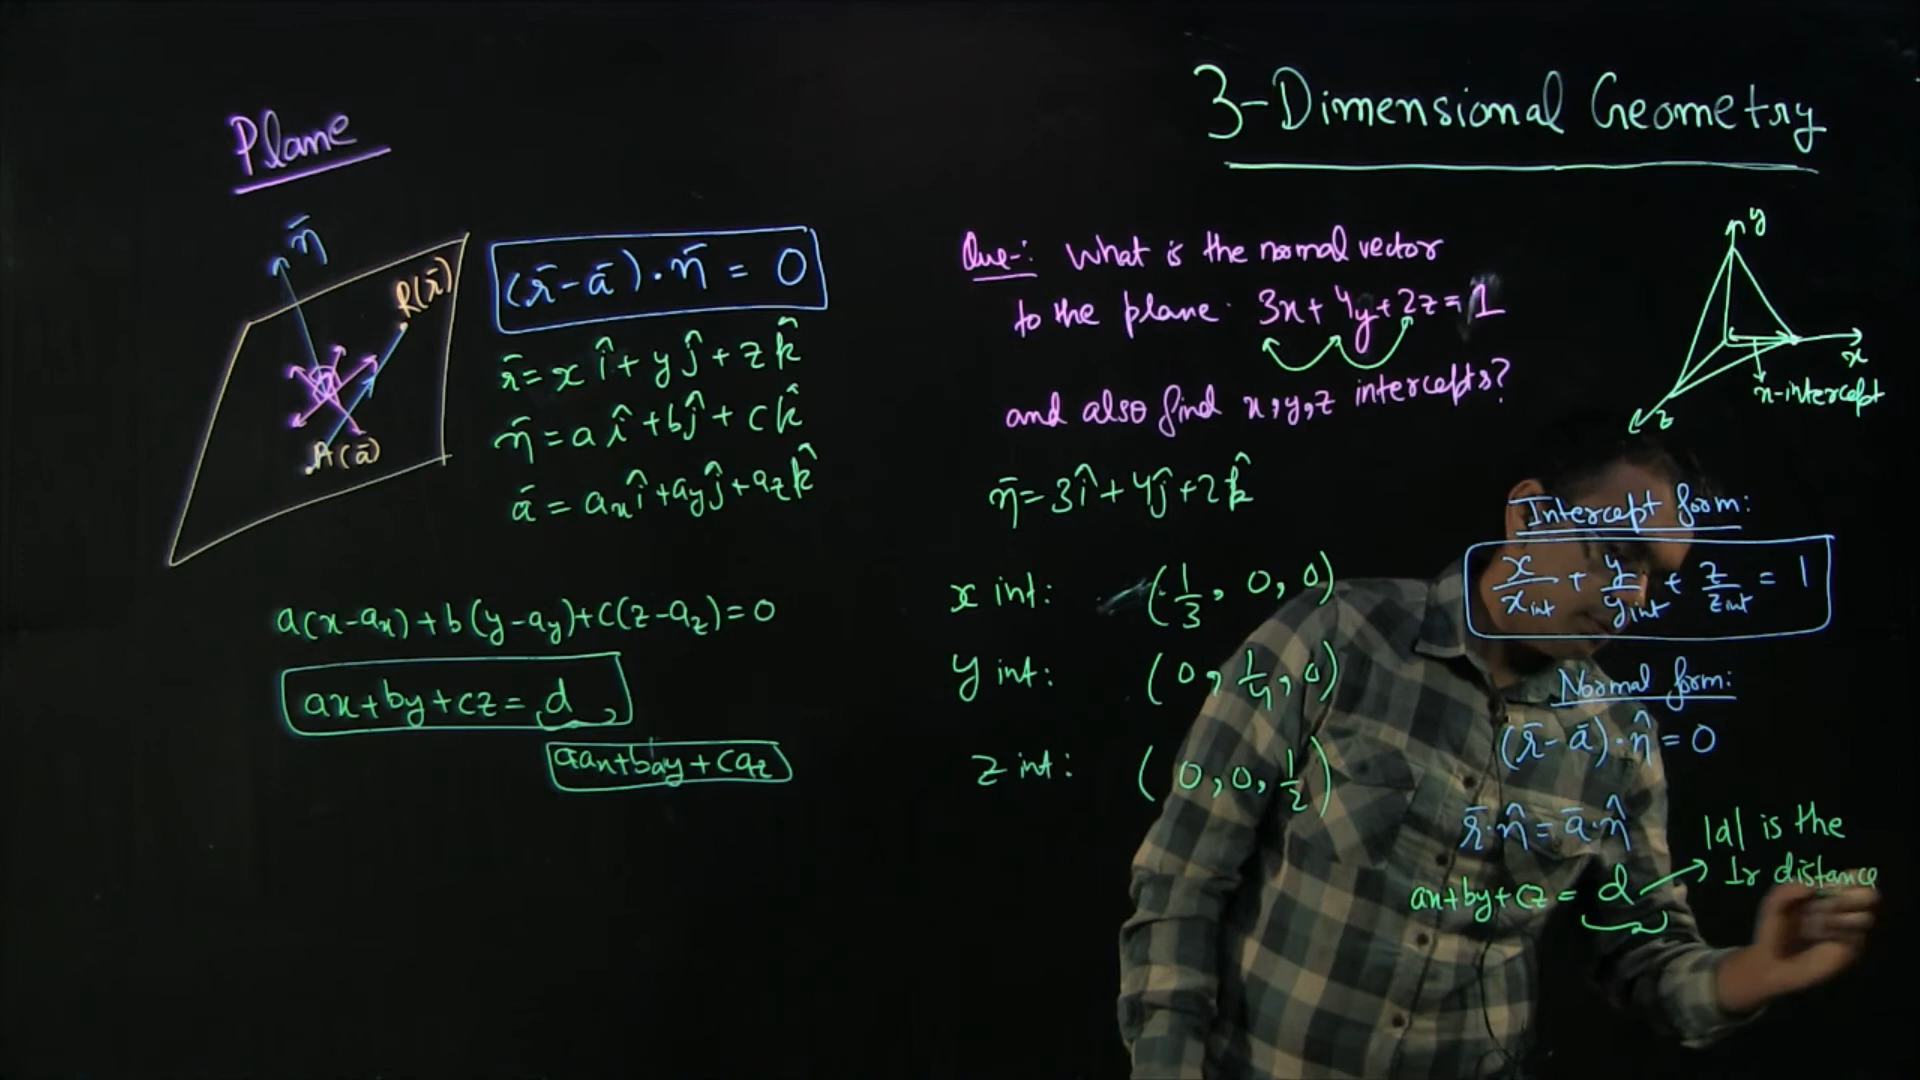 3-Dimensional Geometry
Plane
n̄
R(r̄)
A(ā)
(r̄-ā)·n̄ = 0
r̄ = x î + y ĵ + z k̂
n̄ = a î + b ĵ + c k̂
ā = aₓ î + a_y ĵ + a_z k̂
a(x-aₓ)+b(y-a_y)+c(z-a_z)=0
ax+by+cz = d
aaₓ+ba_y+ca_z
Que-: What is the normal vector
to the plane 3x+4y+2z=1
and also find x,y,z intercepts?
n̄ = 3î+4ĵ+2k̂
x int: (1/3, 0, 0)
y int: (0, 1/4, 0)
z int: (0, 0, 1/2)
y
x
x-intercept
z
Intercept form:
x/x_int + y/y_int + z/z_int = 1
Normal form:
(r̄-ā)·n̂ = 0
r̄·n̂ = ā·n̂
ax+by+cz = d
|d| is the
⊥r distance